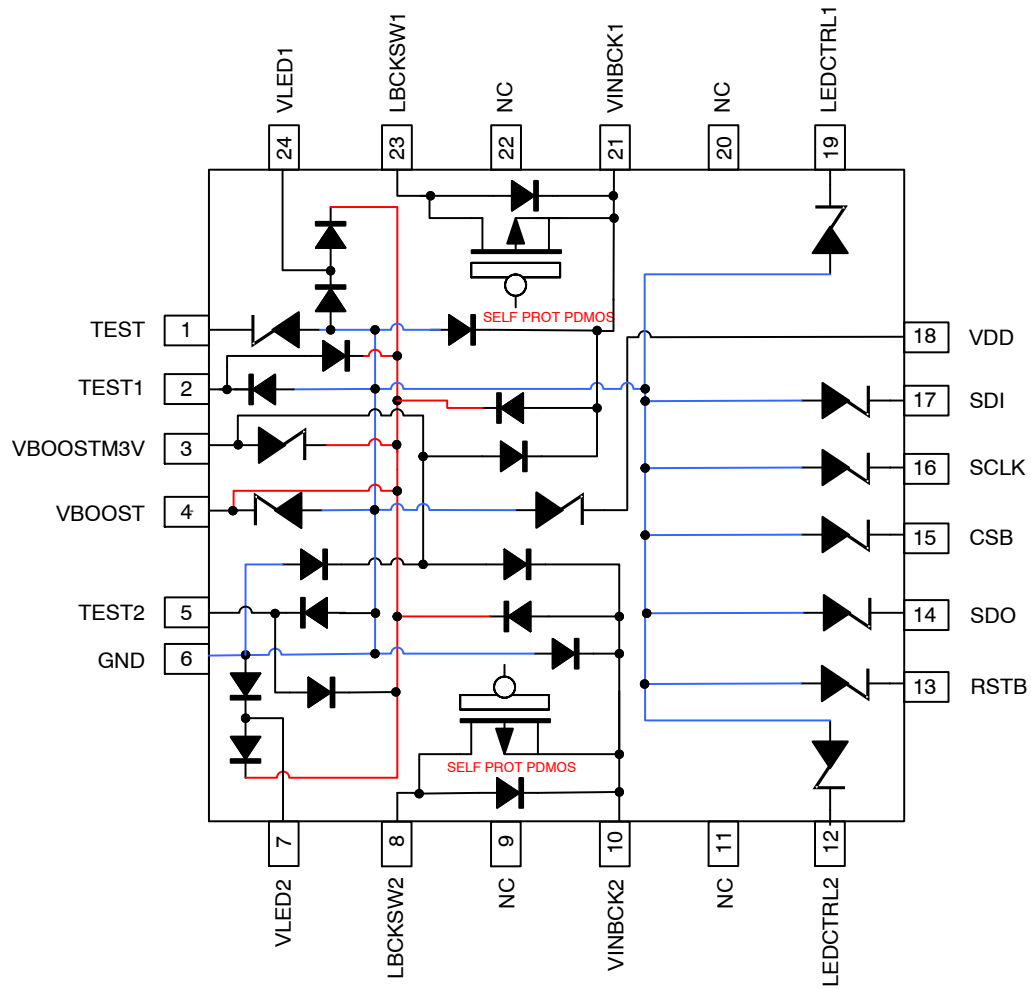 VLED1
LBCKSW1
NC
VINBCK1
NC
LEDCTRL1
24
23
22
21
20
19
SELF PROT PDMOS
TEST 1
18 VDD
TEST1 2
17 SDI
VBOOSTM3V 3
16 SCLK
VBOOST 4
15 CSB
TEST2 5
14 SDO
GND 6
13 RSTB
SELF PROT PDMOS
7
8
9
10
11
12
VLED2
LBCKSW2
NC
VINBCK2
NC
LEDCTRL2